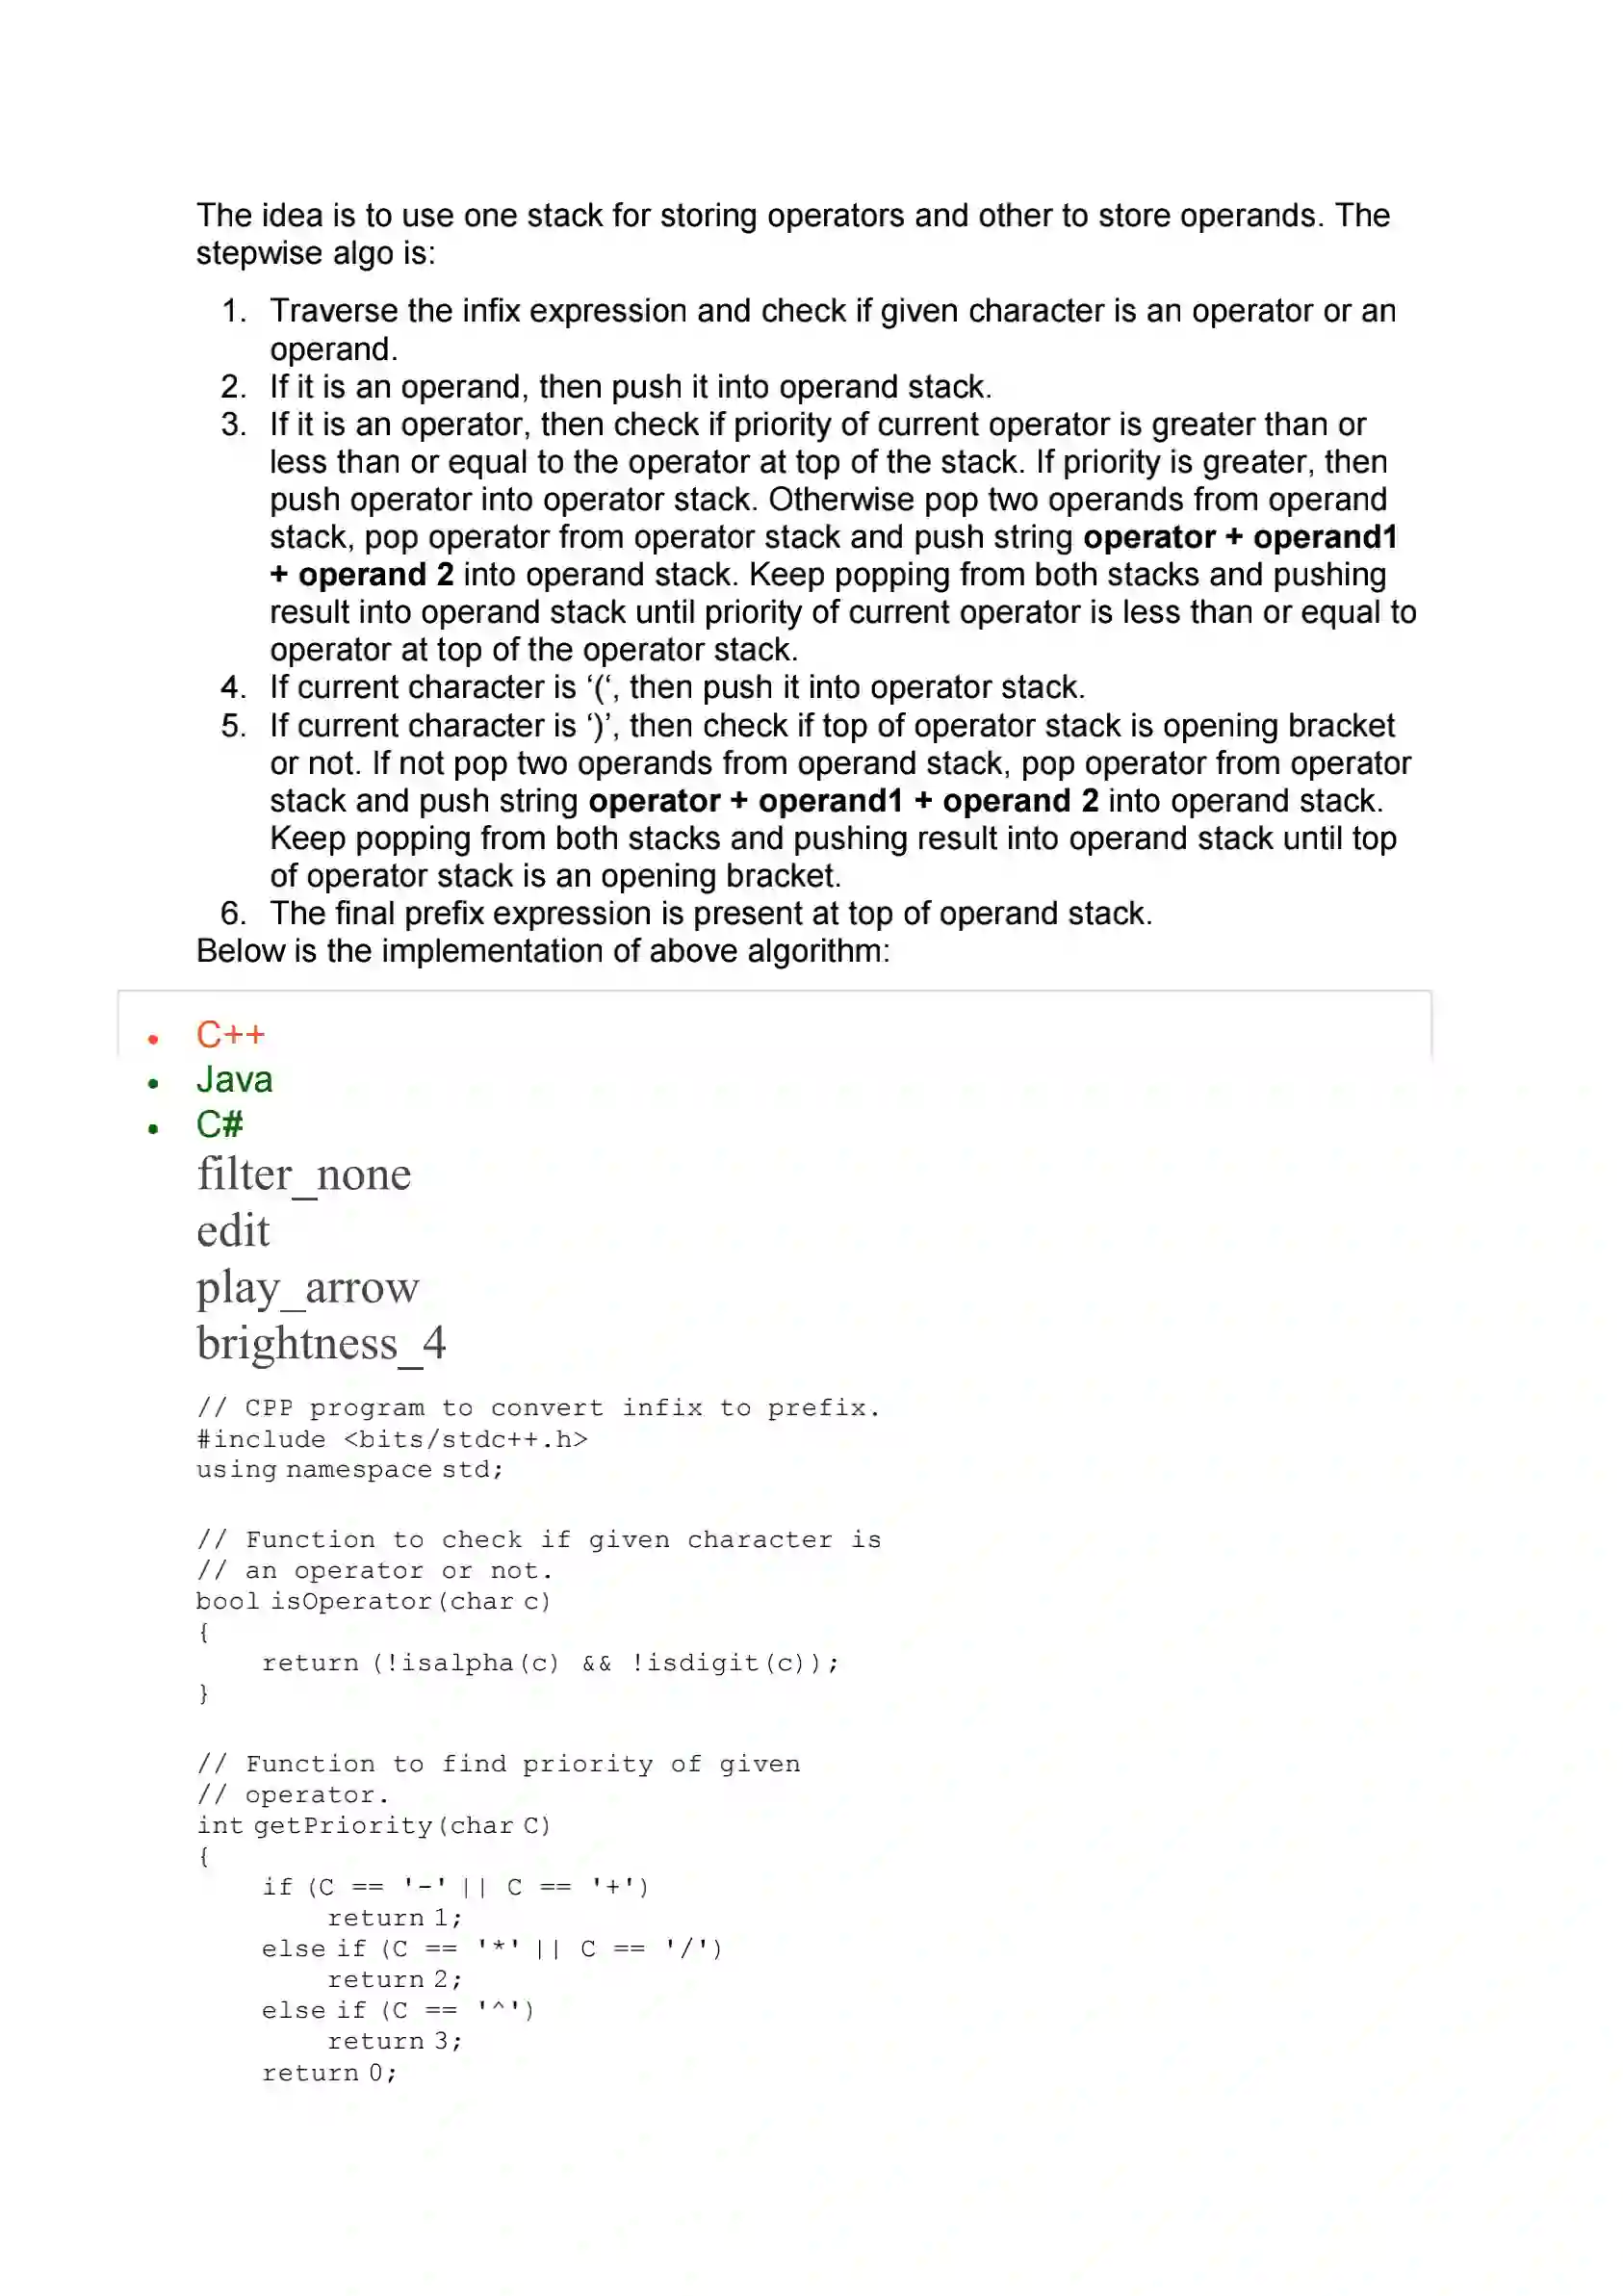 The idea is to use one stack for storing operators and other to store operands. The
stepwise algo is:
1. Traverse the infix expression and check if given character is an operator or an
operand.
2. If it is an operand, then push it into operand stack.
3. If it is an operator, then check if priority of current operator is greater than or
less than or equal to the operator at top of the stack. If priority is greater, then
push operator into operator stack. Otherwise pop two operands from operand
stack, pop operator from operator stack and push string operator + operand1
+ operand 2 into operand stack. Keep popping from both stacks and pushing
result into operand stack until priority of current operator is less than or equal to
operator at top of the operator stack.
4. If current character is ‘(‘, then push it into operator stack.
5. If current character is ‘)’, then check if top of operator stack is opening bracket
or not. If not pop two operands from operand stack, pop operator from operator
stack and push string operator + operand1 + operand 2 into operand stack.
Keep popping from both stacks and pushing result into operand stack until top
of operator stack is an opening bracket.
6. The final prefix expression is present at top of operand stack.
Below is the implementation of above algorithm:
• C++
• Java
• C#
filter_none
edit
play_arrow
brightness_4
// CPP program to convert infix to prefix.
#include <bits/stdc++.h>
using namespace std;
// Function to check if given character is
// an operator or not.
bool isOperator(char c)
{
    return (!isalpha(c) && !isdigit(c));
}
// Function to find priority of given
// operator.
int getPriority(char C)
{
    if (C == '-' || C == '+')
        return 1;
    else if (C == '*' || C == '/')
        return 2;
    else if (C == '^')
        return 3;
    return 0;